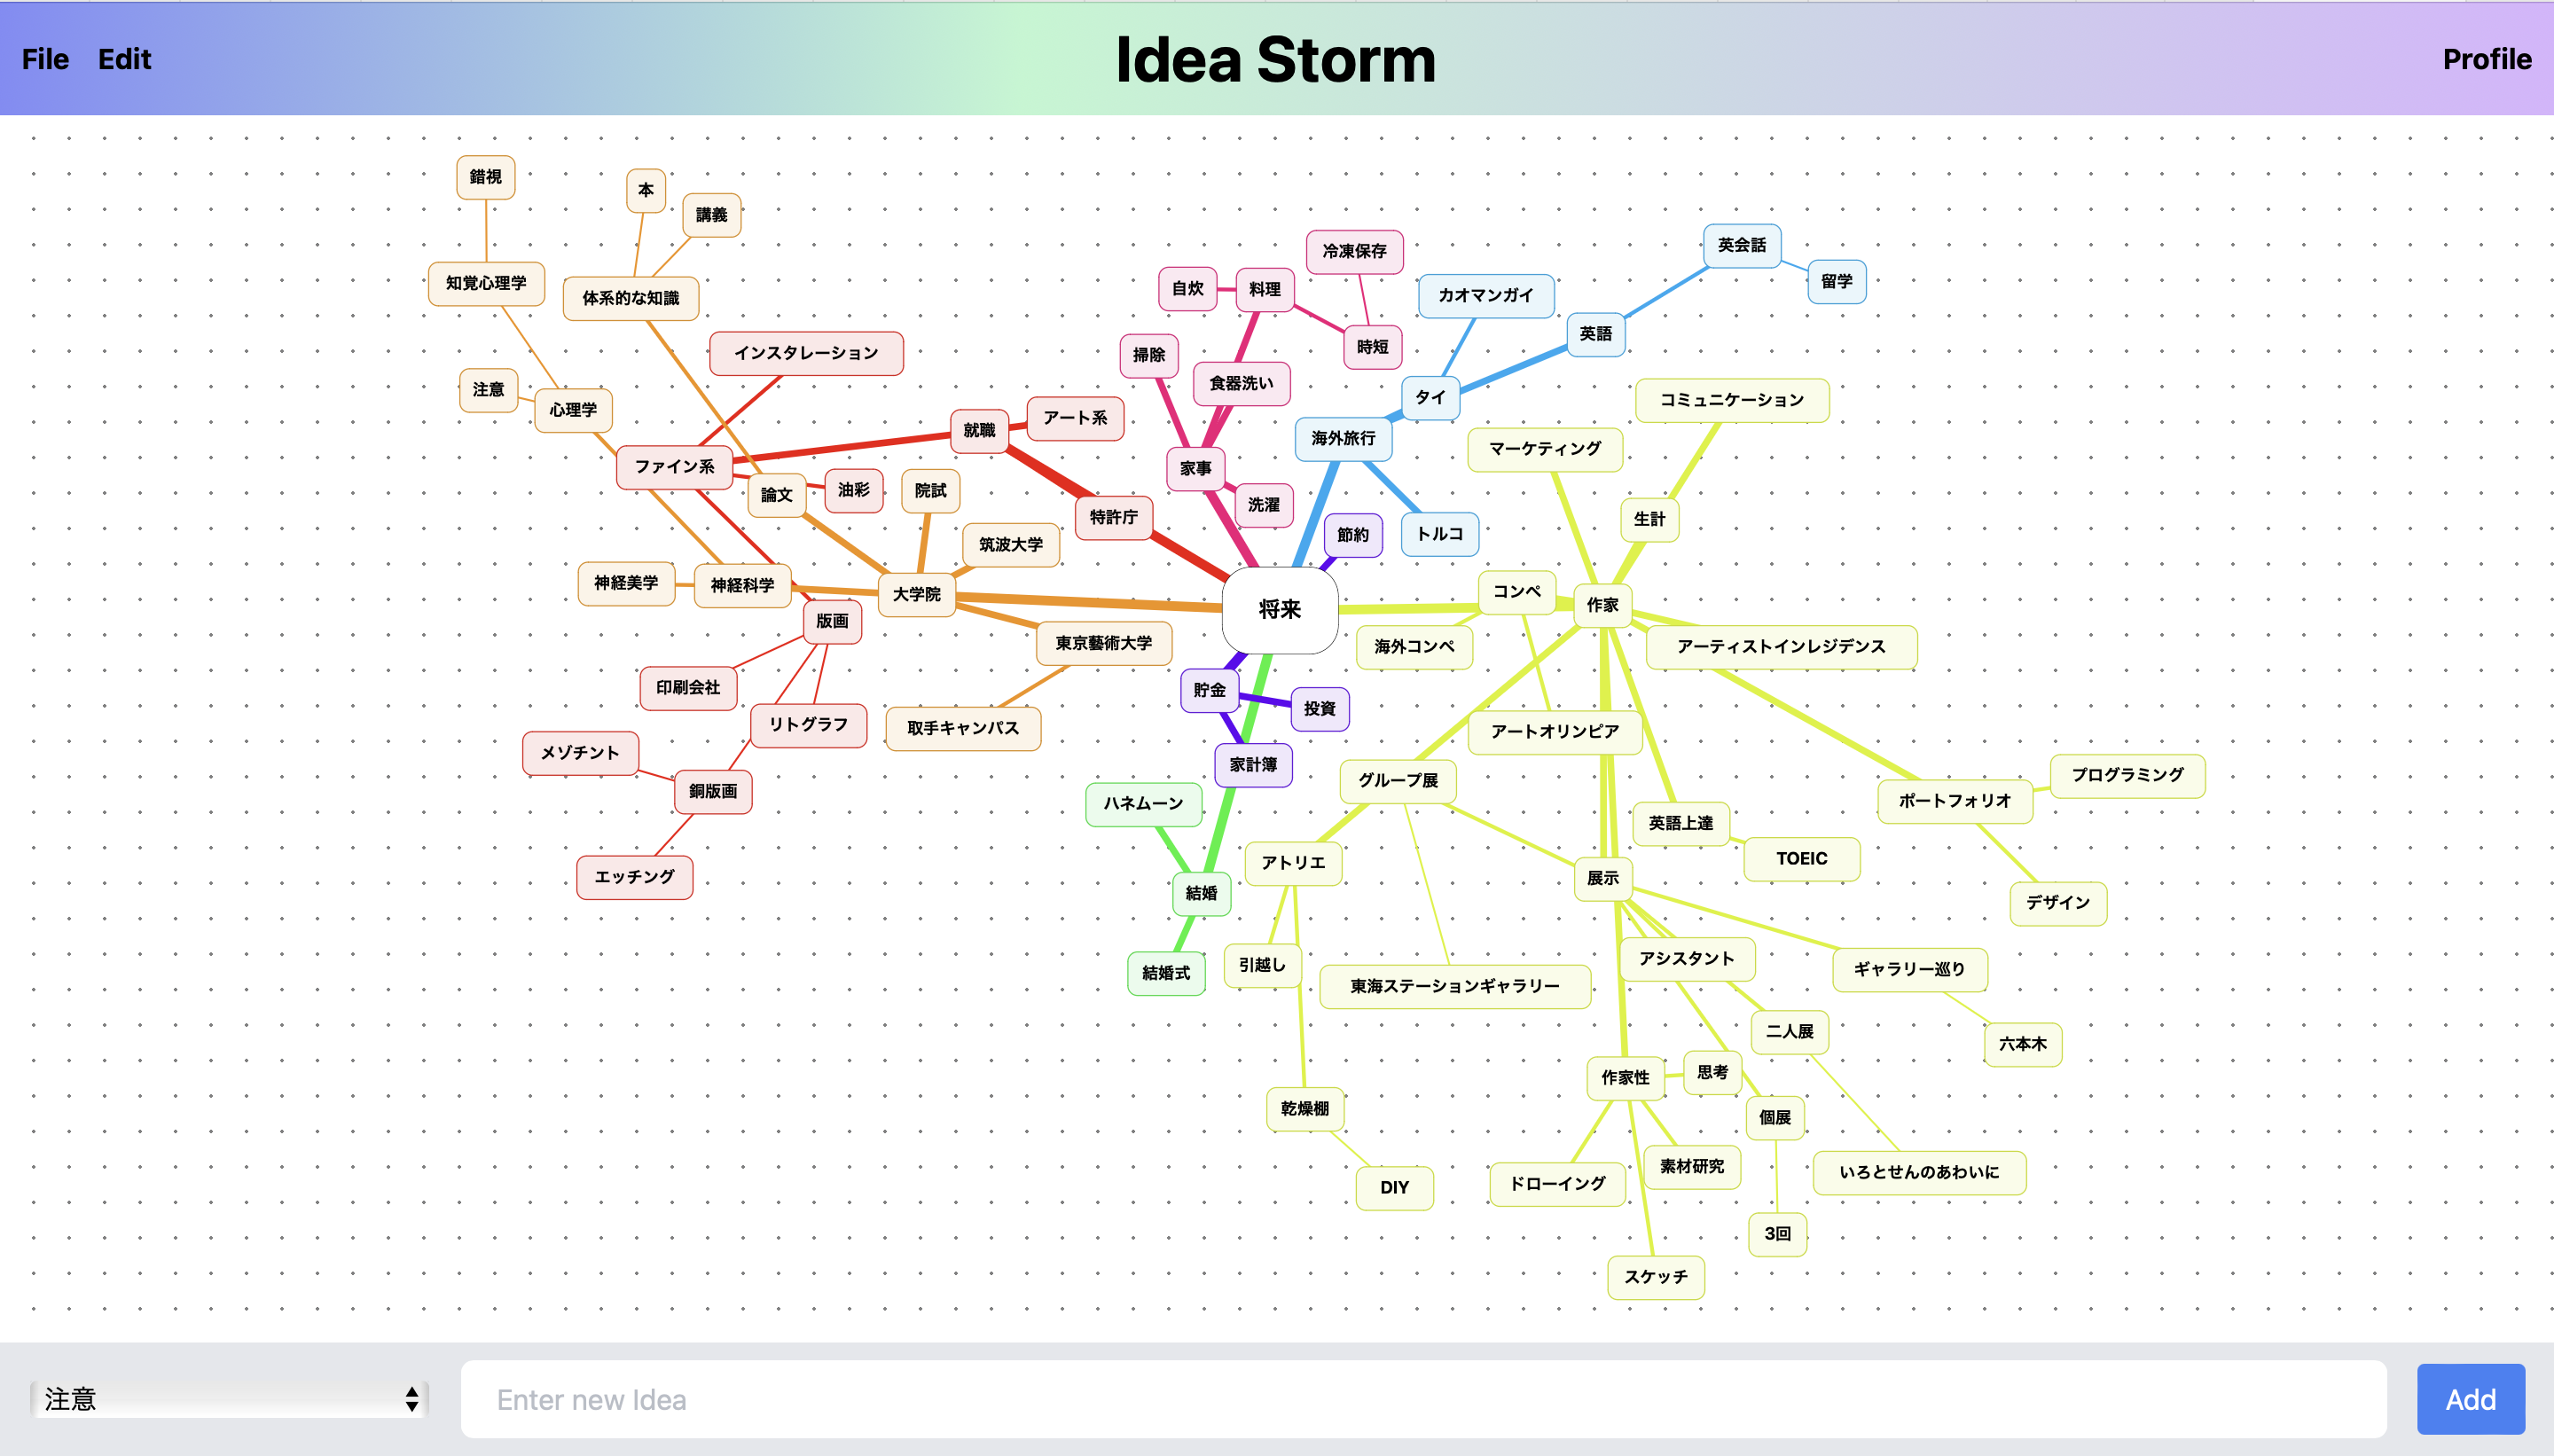 File
Edit
Idea Storm
Profile
錯視
本
講義
知覚心理学
体系的な知識
インスタレーション
注意
心理学
ファイン系
論文
油彩
就職
アート系
院試
筑波大学
特許庁
神経美学
神経科学
大学院
版画
東京藝術大学
印刷会社
リトグラフ
取手キャンパス
メゾチント
銅版画
エッチング
冷凍保存
自炊
料理
時短
掃除
食器洗い
家事
洗濯
カオマンガイ
英会話
留学
英語
タイ
海外旅行
トルコ
節約
将来
貯金
投資
家計簿
ハネムーン
結婚
結婚式
コミュニケーション
マーケティング
生計
コンペ
作家
海外コンペ
アーティストインレジデンス
アートオリンピア
グループ展
英語上達
TOEIC
ポートフォリオ
プログラミング
デザイン
アトリエ
展示
引越し
東海ステーションギャラリー
アシスタント
ギャラリー巡り
二人展
六本木
作家性
思考
個展
乾燥棚
DIY
ドローイング
素材研究
いろとせんのあわいに
3回
スケッチ
注意
Enter new Idea
Add